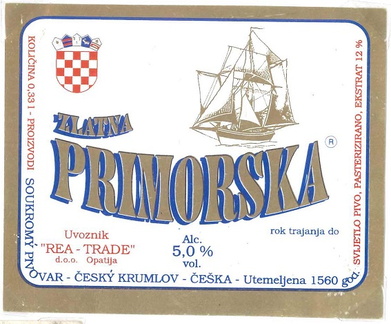 ZLATNA
PRIMORSKA
®
Uvoznik
"REA - TRADE"
d.o.o. Opatija
Alc.
5,0 %
vol.
rok trajanja do
KOLIČINA 0,33 l - PROIZVODI SOUKROMÝ PIVOVAR - ČESKÝ KRUMLOV - ČEŠKA - Utemeljena 1560 god.
SVIJETLO PIVO, PASTERIZIRANO, EKSTRAT 12 %